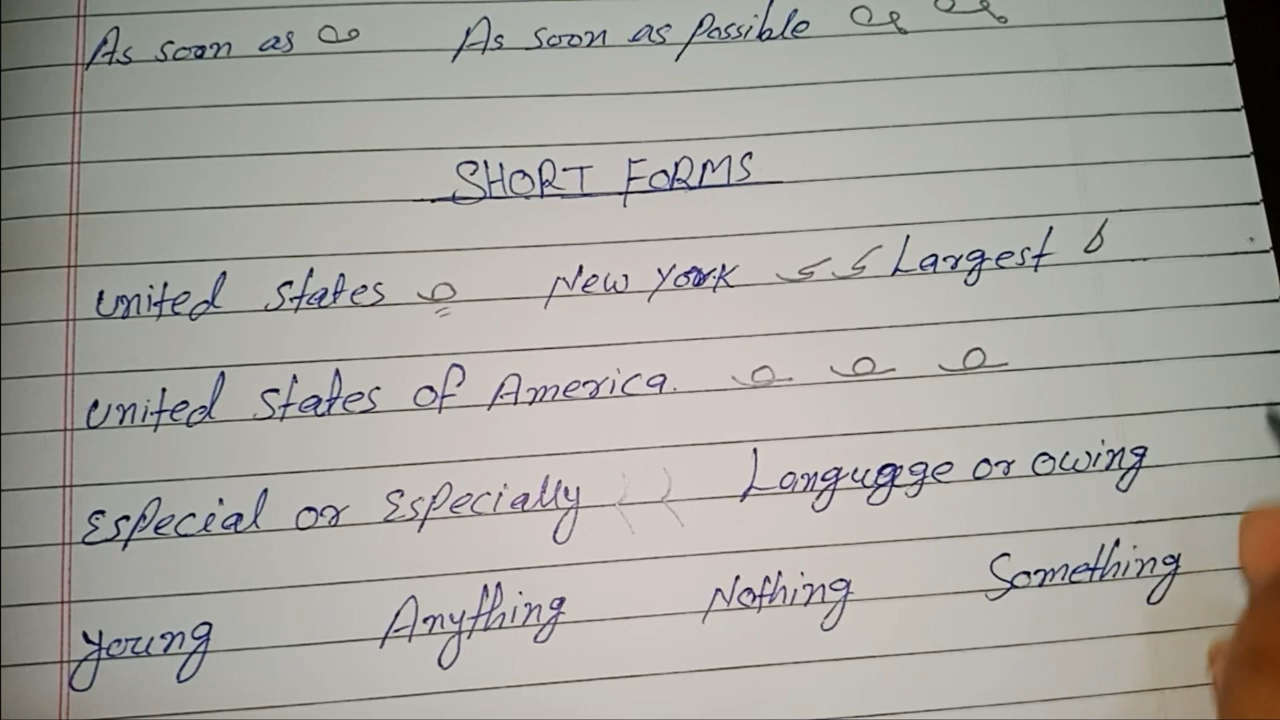 As soon as As soon as Possible
SHORT FORMS
United States New York Largest
United States of America.
Especial or Especially Langugge or owing
Young Anything Nothing Something